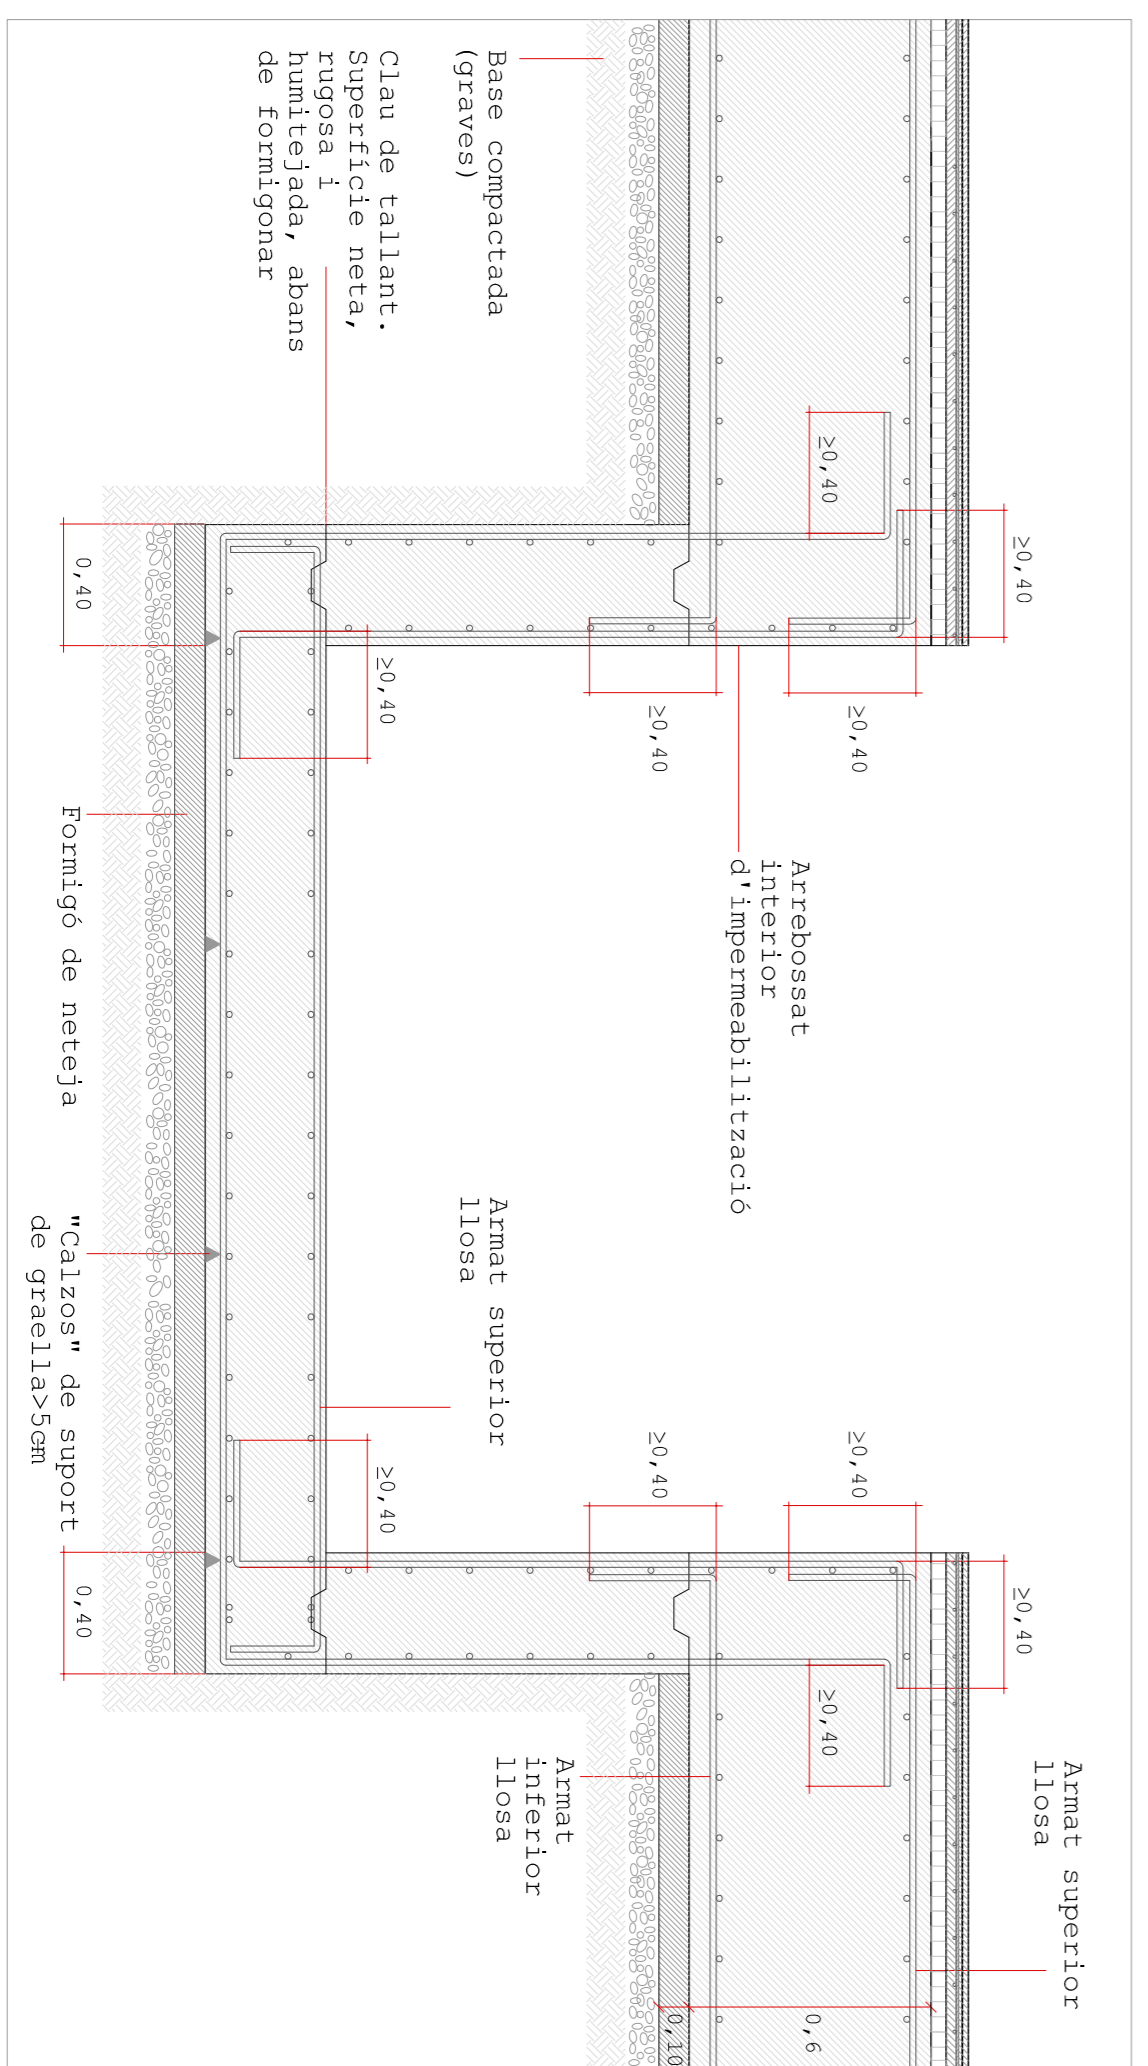 Armat superior
llosa
≥0,40
≥0,40
≥0,40
≥0,40
≥0,40
≥0,40
0,6
Arrebossat
interior
d'impermeabilització
≥0,40
≥0,40
0,10
Armat
inferior
llosa
Base compactada
(graves)
Armat superior
llosa
Clau de tallant.
Superfície neta,
rugosa i
humitejada, abans
de formigonar
≥0,40
≥0,40
0,40
Formigó de neteja
"Calzos" de suport
de graella>5cm
0,40